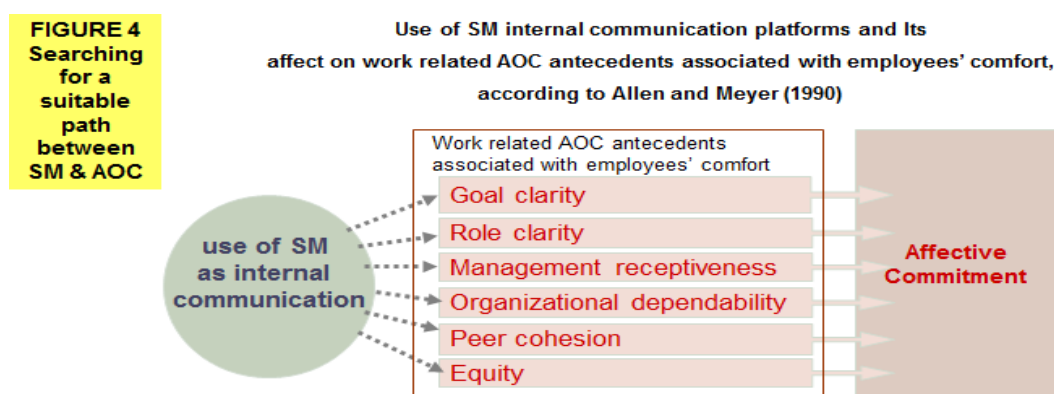 FIGURE 4
Searching
for a
suitable
path
between
SM & AOC
Use of SM internal communication platforms and Its
affect on work related AOC antecedents associated with employees' comfort,
according to Allen and Meyer (1990)
Work related AOC antecedents
associated with employees' comfort
use of SM
as internal
communication
Goal clarity
Role clarity
Management receptiveness
Organizational dependability
Peer cohesion
Equity
Affective
Commitment